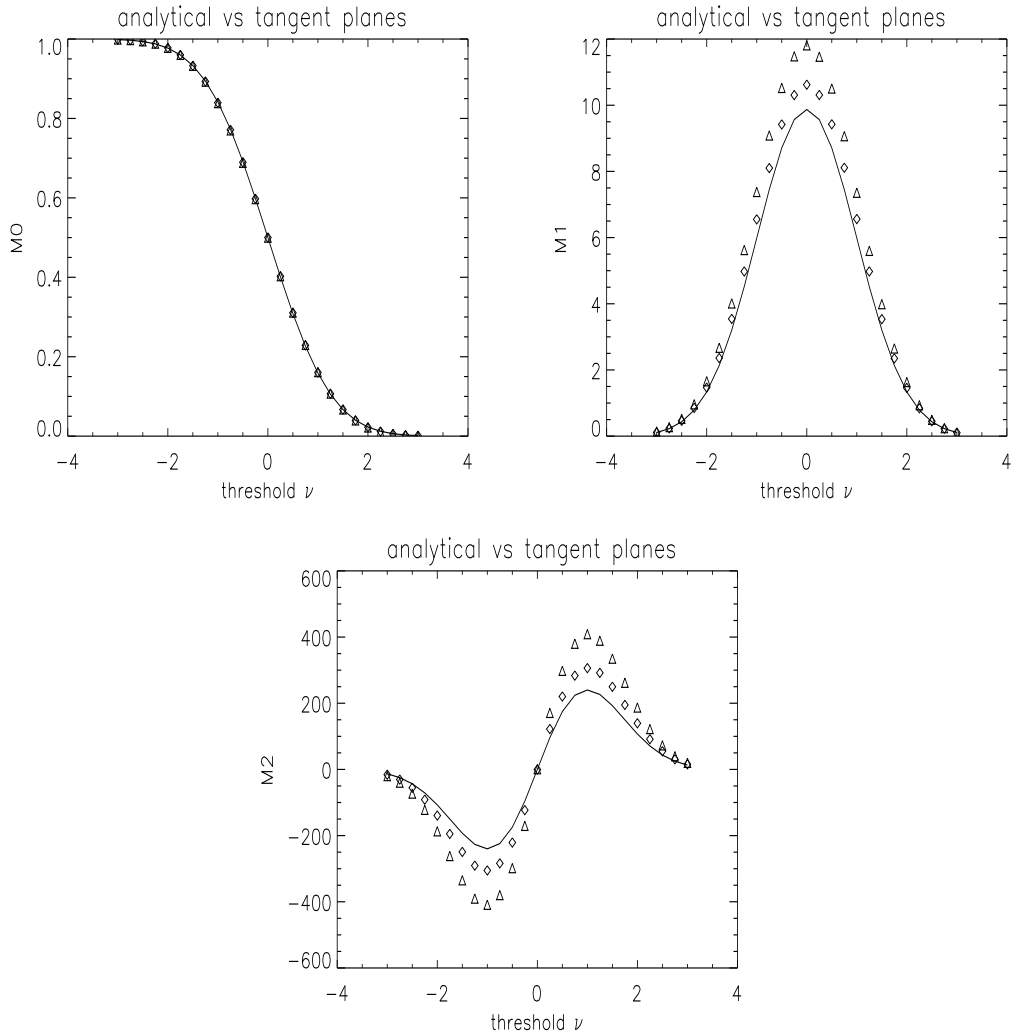 analytical vs tangent planes
1.0
0.8
0.6
0.4
0.2
0.0
M0
−4 −2 0 2 4
threshold ν
analytical vs tangent planes
12
10
8
6
4
2
0
M1
−4 −2 0 2 4
threshold ν
analytical vs tangent planes
600
400
200
0
−200
−400
−600
M2
−4 −2 0 2 4
threshold ν